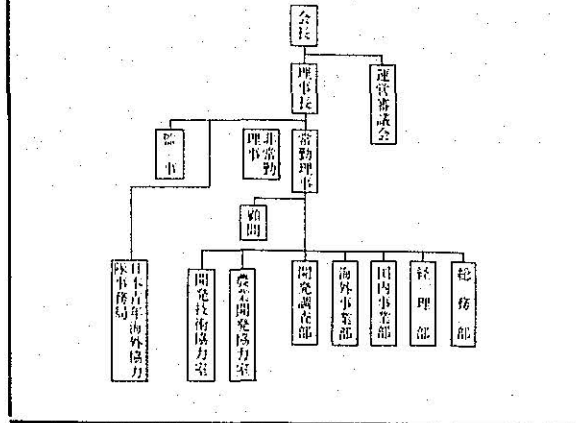 会長
運営審議会
理事長
常勤理事
非常勤
理事
監事
顧問
総務部
経理部
国内事業部
海外事業部
開発調査部
農業開発協力室
開発技術協力室
日本青年海外協力
隊事務局